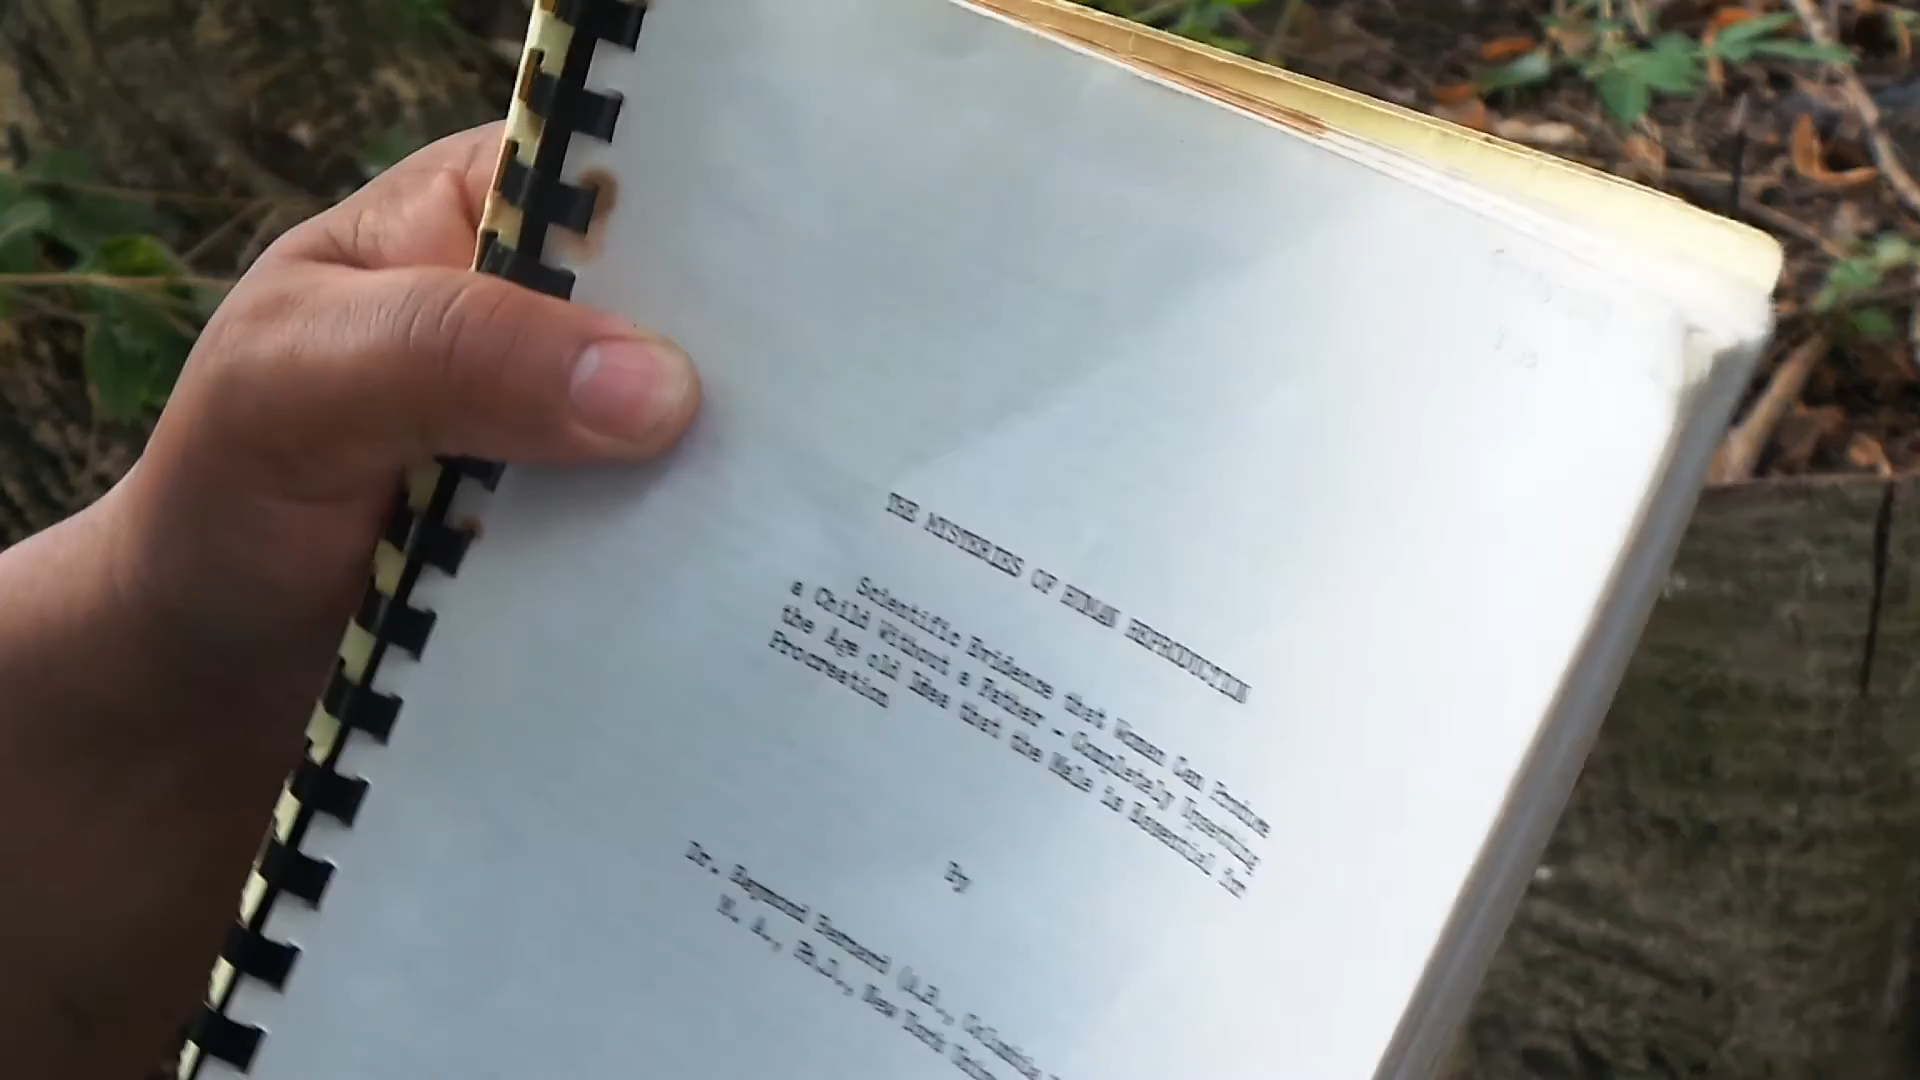 THE MYSTERIES OF HUMAN REPRODUCTION
Scientific Evidence that Woman Can Produce
a Child Without a Father - Completely Upsetting
the Age old Idea that the Male is Essential for
Procreation
By
Dr. Raymond Bernard (A.B., Columbia
M. A., Ph.D., New York